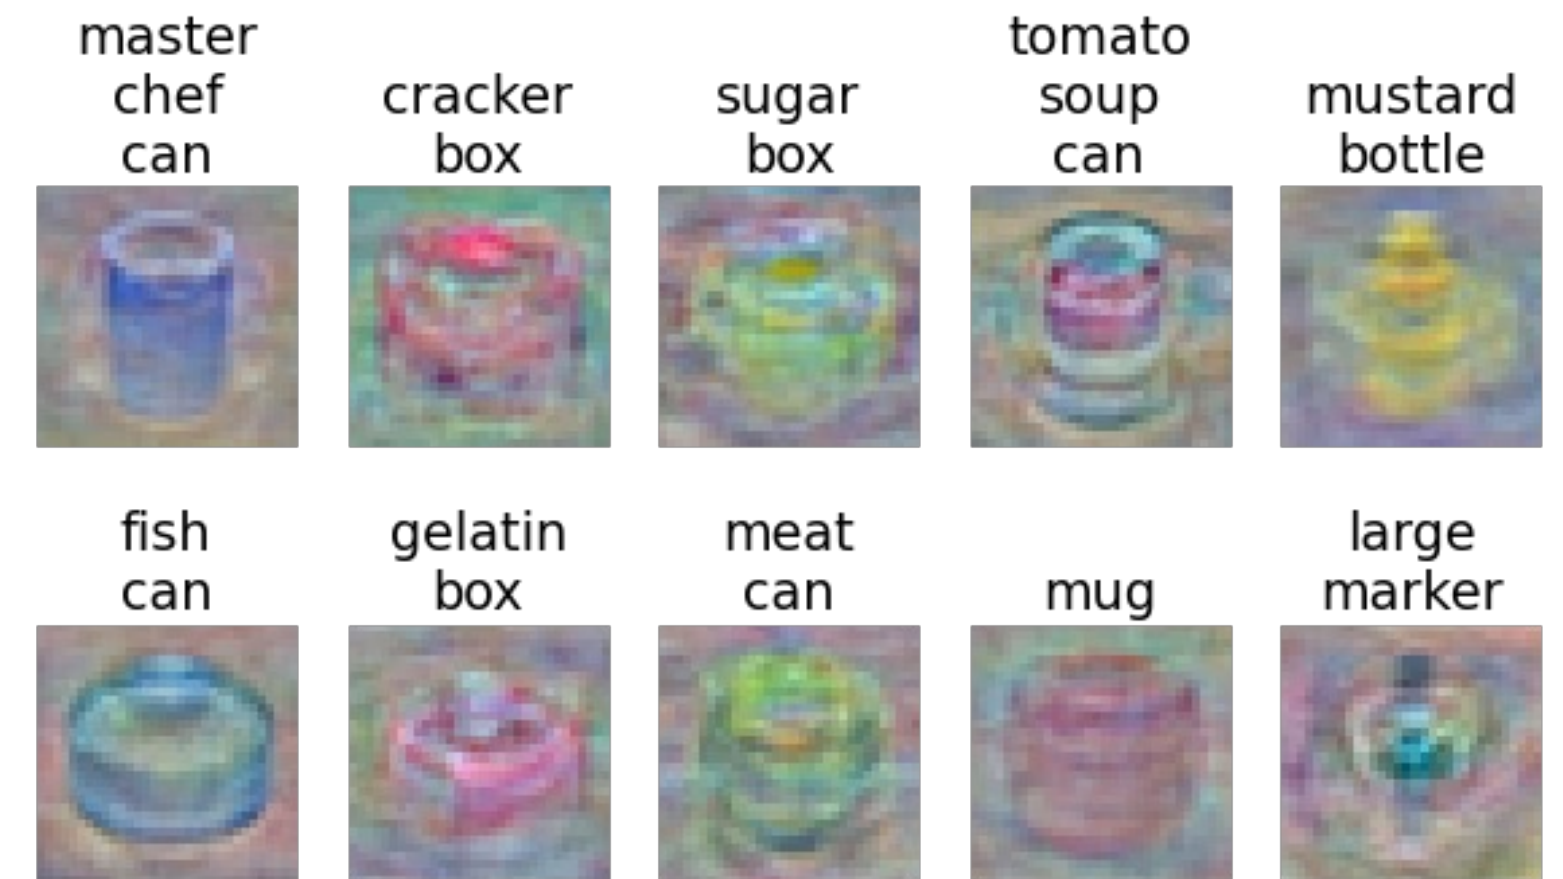 master
chef
can
cracker
box
sugar
box
tomato
soup
can
mustard
bottle
fish
can
gelatin
box
meat
can
mug
large
marker